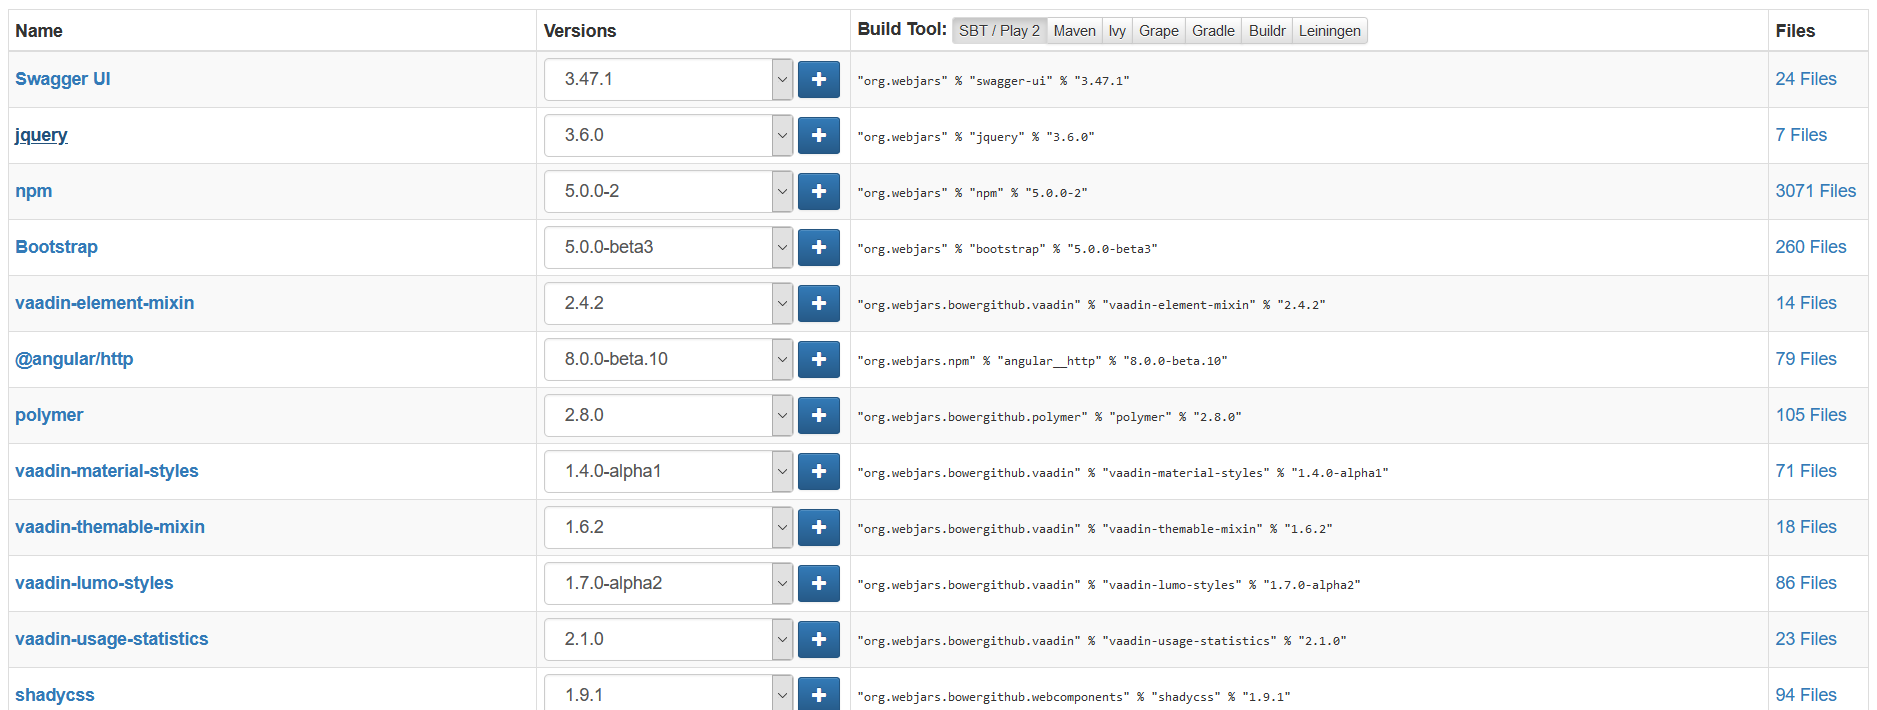 Name Versions Build Tool: SBT / Play 2 Maven Ivy Grape Gradle Buildr Leiningen Files
Swagger UI 3.47.1 "org.webjars" % "swagger-ui" % "3.47.1" 24 Files
jquery 3.6.0 "org.webjars" % "jquery" % "3.6.0" 7 Files
npm 5.0.0-2 "org.webjars" % "npm" % "5.0.0-2" 3071 Files
Bootstrap 5.0.0-beta3 "org.webjars" % "bootstrap" % "5.0.0-beta3" 260 Files
vaadin-element-mixin 2.4.2 "org.webjars.bowergithub.vaadin" % "vaadin-element-mixin" % "2.4.2" 14 Files
@angular/http 8.0.0-beta.10 "org.webjars.npm" % "angular__http" % "8.0.0-beta.10" 79 Files
polymer 2.8.0 "org.webjars.bowergithub.polymer" % "polymer" % "2.8.0" 105 Files
vaadin-material-styles 1.4.0-alpha1 "org.webjars.bowergithub.vaadin" % "vaadin-material-styles" % "1.4.0-alpha1" 71 Files
vaadin-themable-mixin 1.6.2 "org.webjars.bowergithub.vaadin" % "vaadin-themable-mixin" % "1.6.2" 18 Files
vaadin-lumo-styles 1.7.0-alpha2 "org.webjars.bowergithub.vaadin" % "vaadin-lumo-styles" % "1.7.0-alpha2" 86 Files
vaadin-usage-statistics 2.1.0 "org.webjars.bowergithub.vaadin" % "vaadin-usage-statistics" % "2.1.0" 23 Files
shadycss 1.9.1 "org.webjars.bowergithub.webcomponents" % "shadycss" % "1.9.1" 94 Files